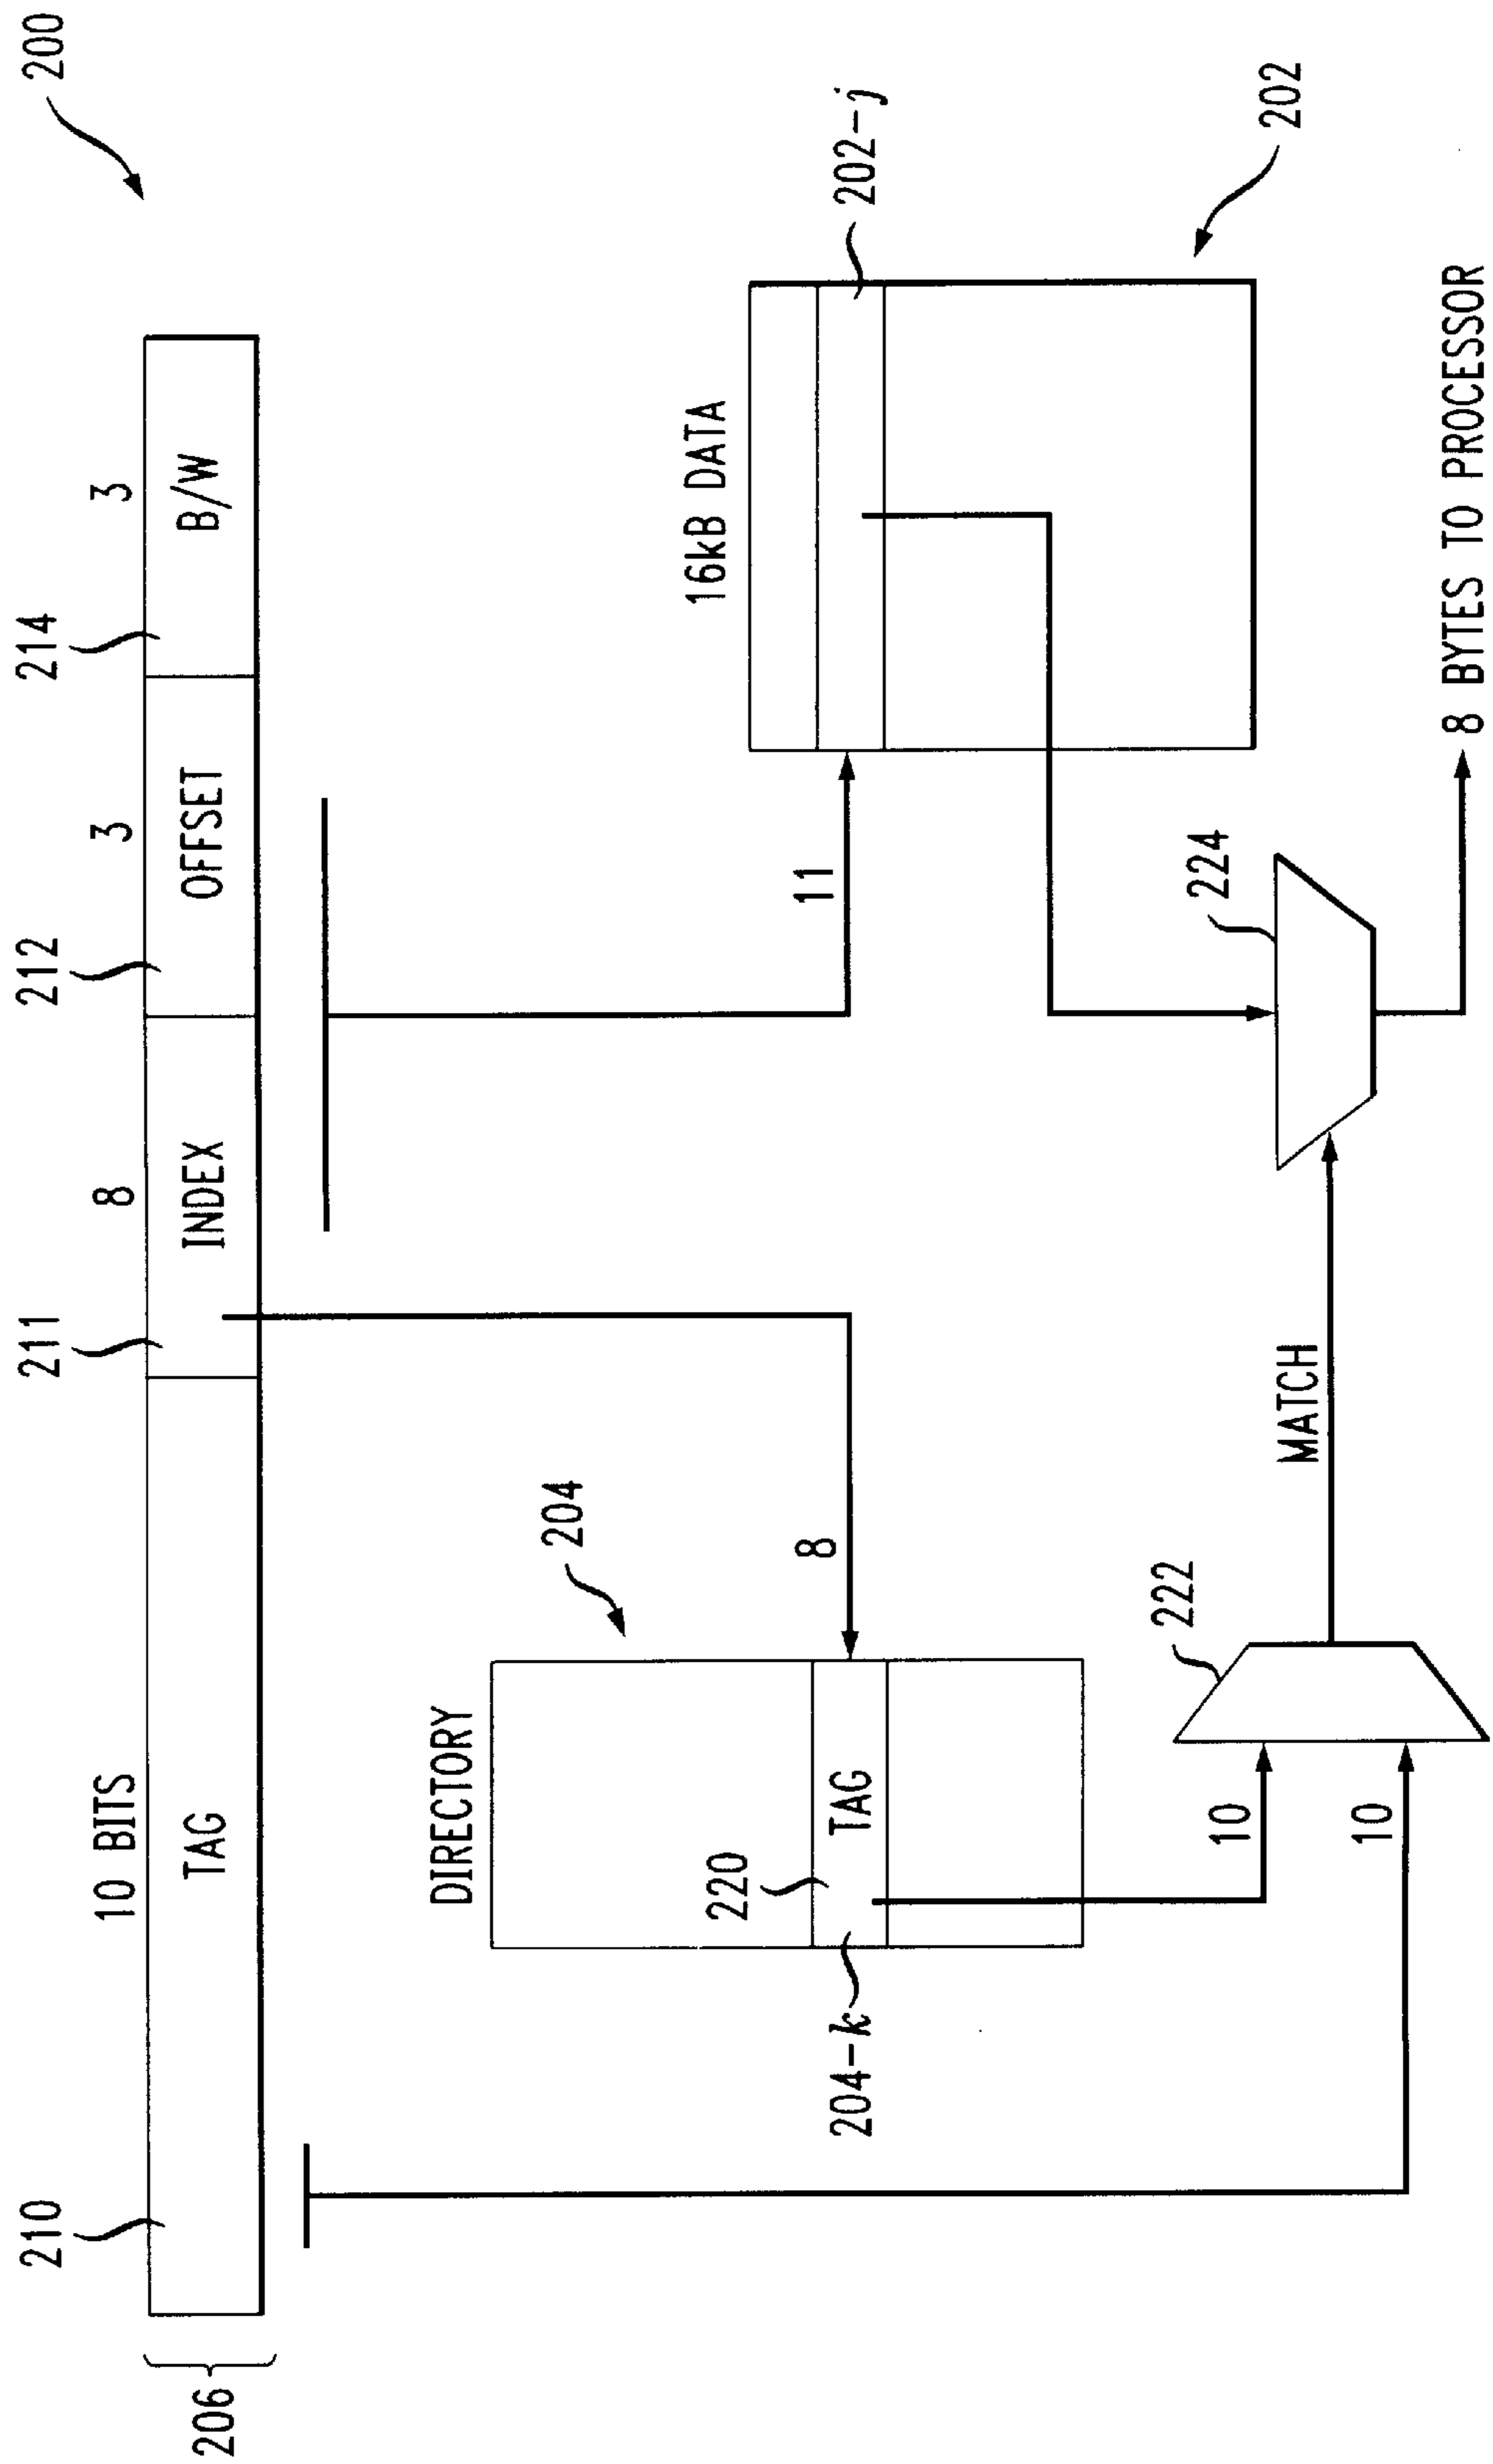 200
210
211
212
214
10 BITS
8
3
3
206
TAG
INDEX
OFFSET
B/W
DIRECTORY
204
220
TAG
204-k
8
11
16kB DATA
202-j
202
10
10
222
MATCH
224
8 BYTES TO PROCESSOR